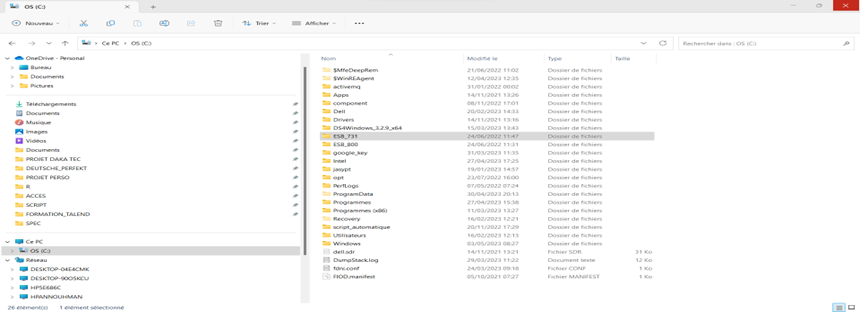 OS (C:)
Nouveau
Trier
Afficher
Ce PC > OS (C:)
Rechercher dans : OS (C:)
OneDrive - Personal
Bureau
Documents
Pictures
Téléchargements
Documents
Musique
Images
Vidéos
Documents
PROJET DAKA TEC
DEUTSCHE_PERFEKT
PROJET PERSO
R
ACCES
SCRIPT
FORMATION_TALEND
SPEC
Ce PC
OS (C:)
Réseau
DESKTOP-04E4CMK
DESKTOP-90G5KCU
HP5E686C
HPANNOUHMAN
Nom Modifié le Type Taille
$MfeDeepRem 21/06/2022 11:02 Dossier de fichiers
$WinREAgent 12/04/2023 12:35 Dossier de fichiers
activemq 31/01/2022 00:02 Dossier de fichiers
Apps 14/11/2021 13:26 Dossier de fichiers
component 08/11/2022 17:01 Dossier de fichiers
Dell 20/02/2023 14:33 Dossier de fichiers
Drivers 14/11/2021 13:16 Dossier de fichiers
DS4Windows_3.2.9_x64 15/03/2023 13:43 Dossier de fichiers
ESB_731 24/06/2022 11:47 Dossier de fichiers
ESB_800 24/06/2022 11:31 Dossier de fichiers
google_key 31/03/2023 11:35 Dossier de fichiers
Intel 27/04/2023 17:25 Dossier de fichiers
jasypt 19/01/2023 14:57 Dossier de fichiers
opt 23/07/2022 16:00 Dossier de fichiers
PerfLogs 07/05/2022 07:24 Dossier de fichiers
ProgramData 30/04/2023 20:13 Dossier de fichiers
Programmes 27/04/2023 15:38 Dossier de fichiers
Programmes (x86) 11/03/2023 13:27 Dossier de fichiers
Recovery 16/02/2023 12:21 Dossier de fichiers
script_automatique 20/11/2022 17:29 Dossier de fichiers
Utilisateurs 16/02/2023 12:13 Dossier de fichiers
Windows 03/05/2023 08:27 Dossier de fichiers
dell.sdr 14/11/2021 13:21 Fichier SDR 31 Ko
DumpStack.log 29/03/2023 11:22 Document texte 12 Ko
fdni.conf 24/03/2023 09:18 Fichier CONF 1 Ko
FIOD.manifest 05/10/2021 07:27 Fichier MANIFEST 1 Ko
26 élément(s) 1 élément sélectionné